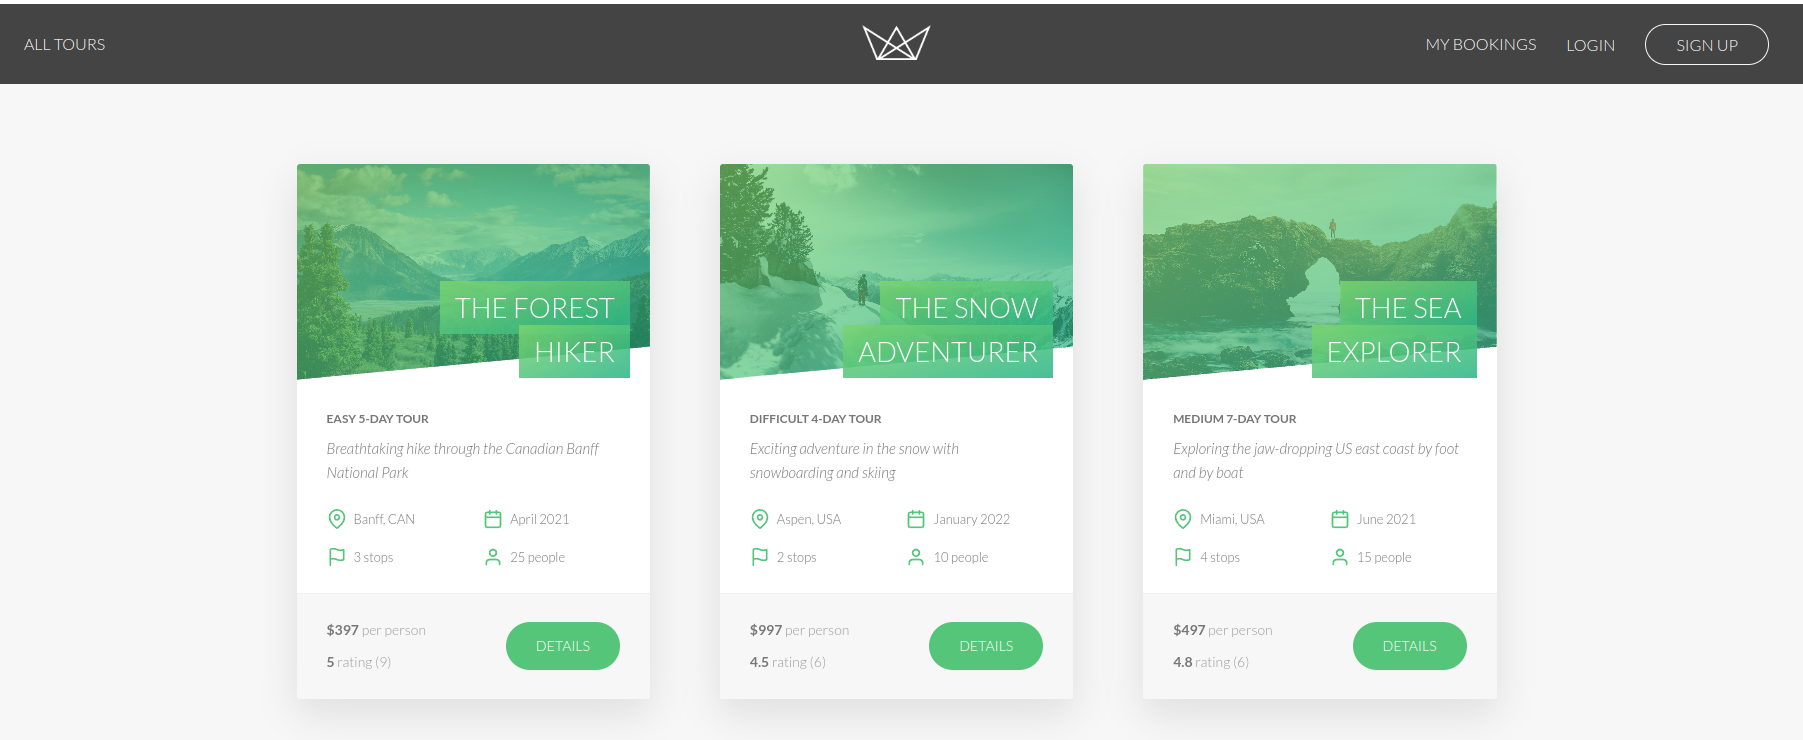 ALL TOURS
MY BOOKINGS
LOGIN
SIGN UP
THE FOREST
HIKER
EASY 5-DAY TOUR
Breathtaking hike through the Canadian Banff
National Park
Banff, CAN
April 2021
3 stops
25 people
$397 per person
5 rating (9)
DETAILS
THE SNOW
ADVENTURER
DIFFICULT 4-DAY TOUR
Exciting adventure in the snow with
snowboarding and skiing
Aspen, USA
January 2022
2 stops
10 people
$997 per person
4.5 rating (6)
DETAILS
THE SEA
EXPLORER
MEDIUM 7-DAY TOUR
Exploring the jaw-dropping US east coast by foot
and by boat
Miami, USA
June 2021
4 stops
15 people
$497 per person
4.8 rating (6)
DETAILS